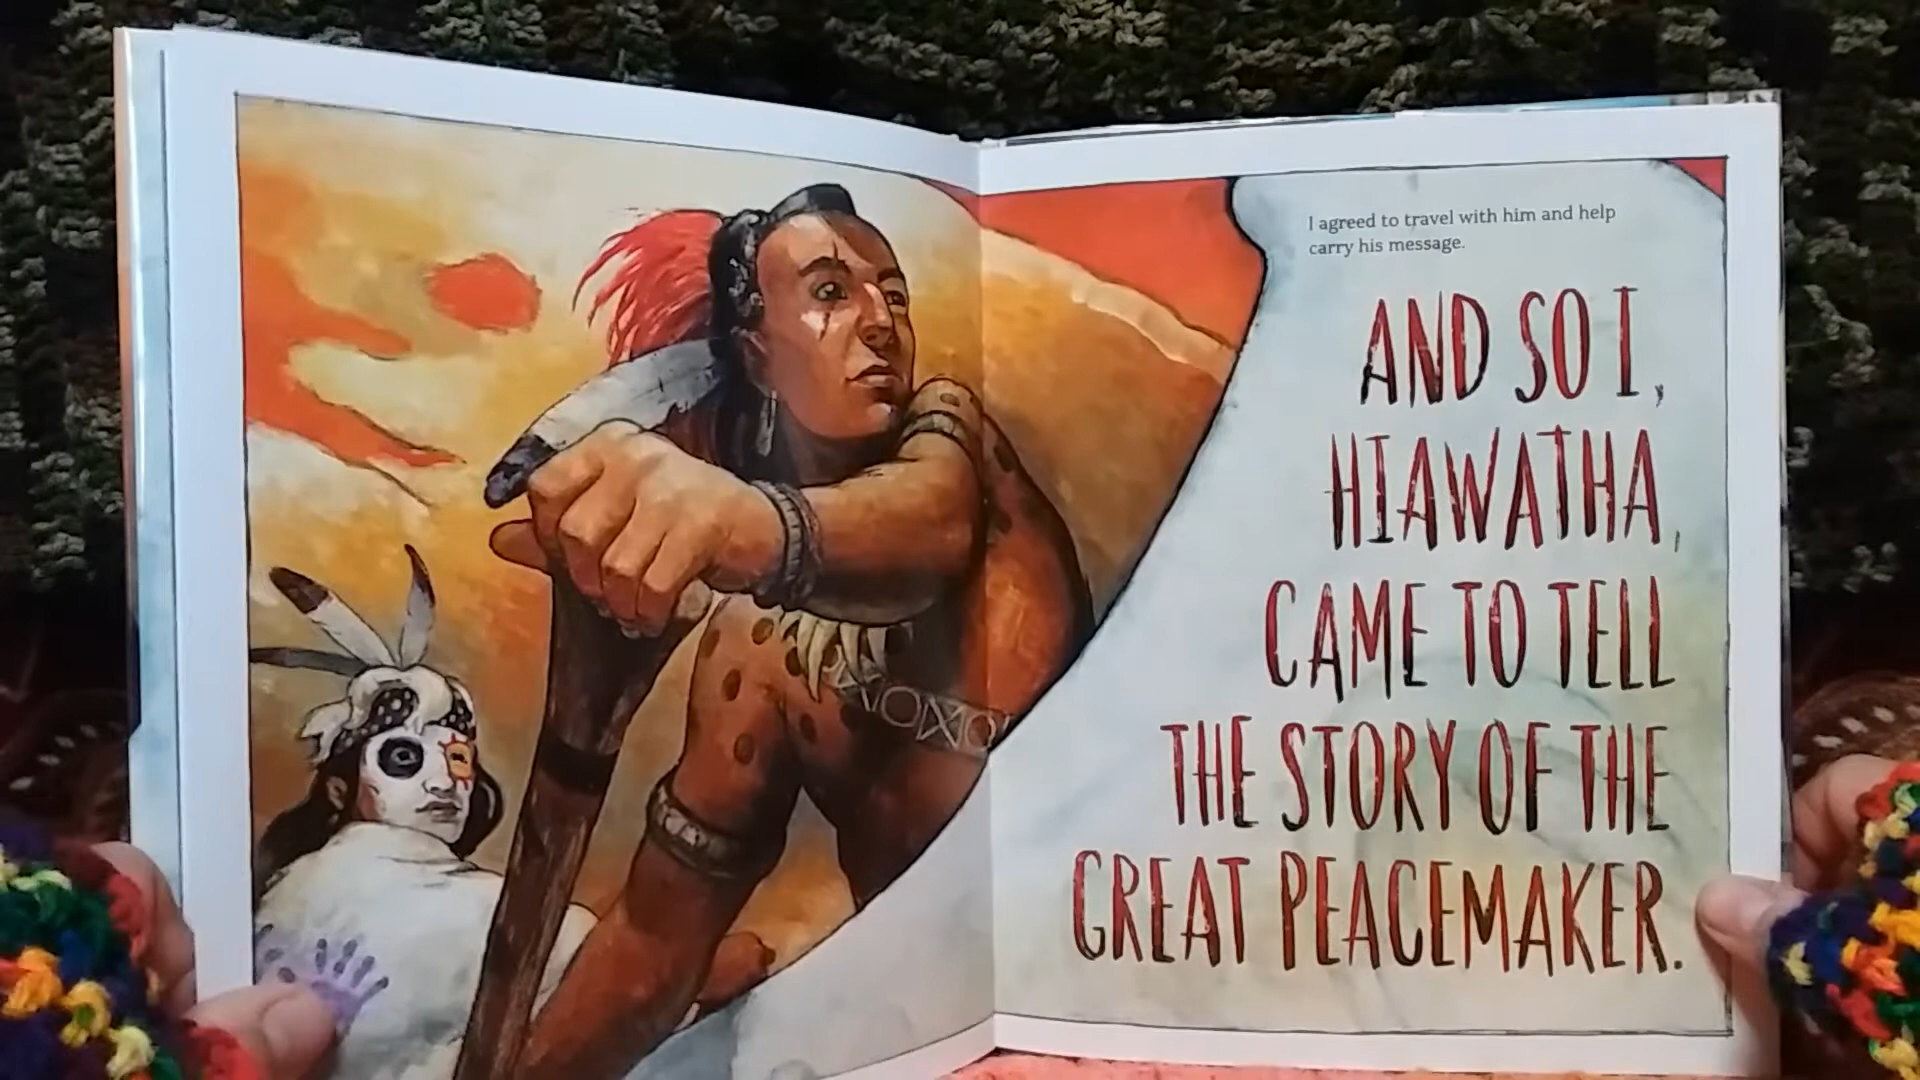 I agreed to travel with him and help
carry his message.
AND SO I,
HIAWATHA,
CAME TO TELL
THE STORY OF THE
GREAT PEACEMAKER.